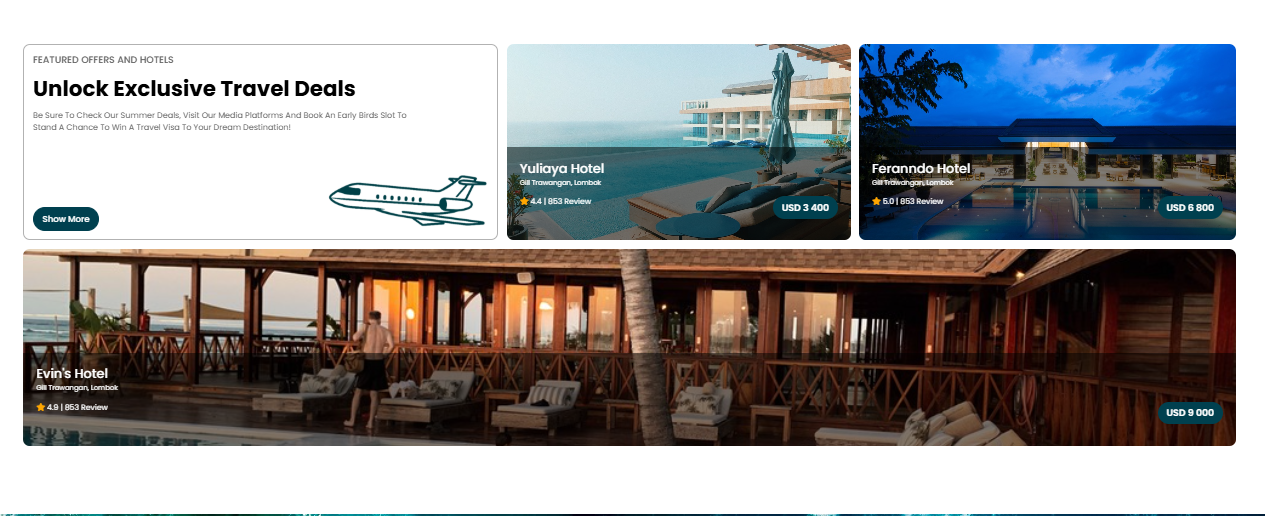 FEATURED OFFERS AND HOTELS
Unlock Exclusive Travel Deals
Be Sure To Check Our Summer Deals, Visit Our Media Platforms And Book An Early Birds Slot To
Stand A Chance To Win A Travel Visa To Your Dream Destination!
Show More
Yuliaya Hotel
Gili Trawangan, Lombok
4.4 | 853 Review
USD 3 400
Feranndo Hotel
Gili Trawangan, Lombok
5.0 | 853 Review
USD 6 800
Evin's Hotel
Gili Trawangan, Lombok
4.9 | 853 Review
USD 9 000